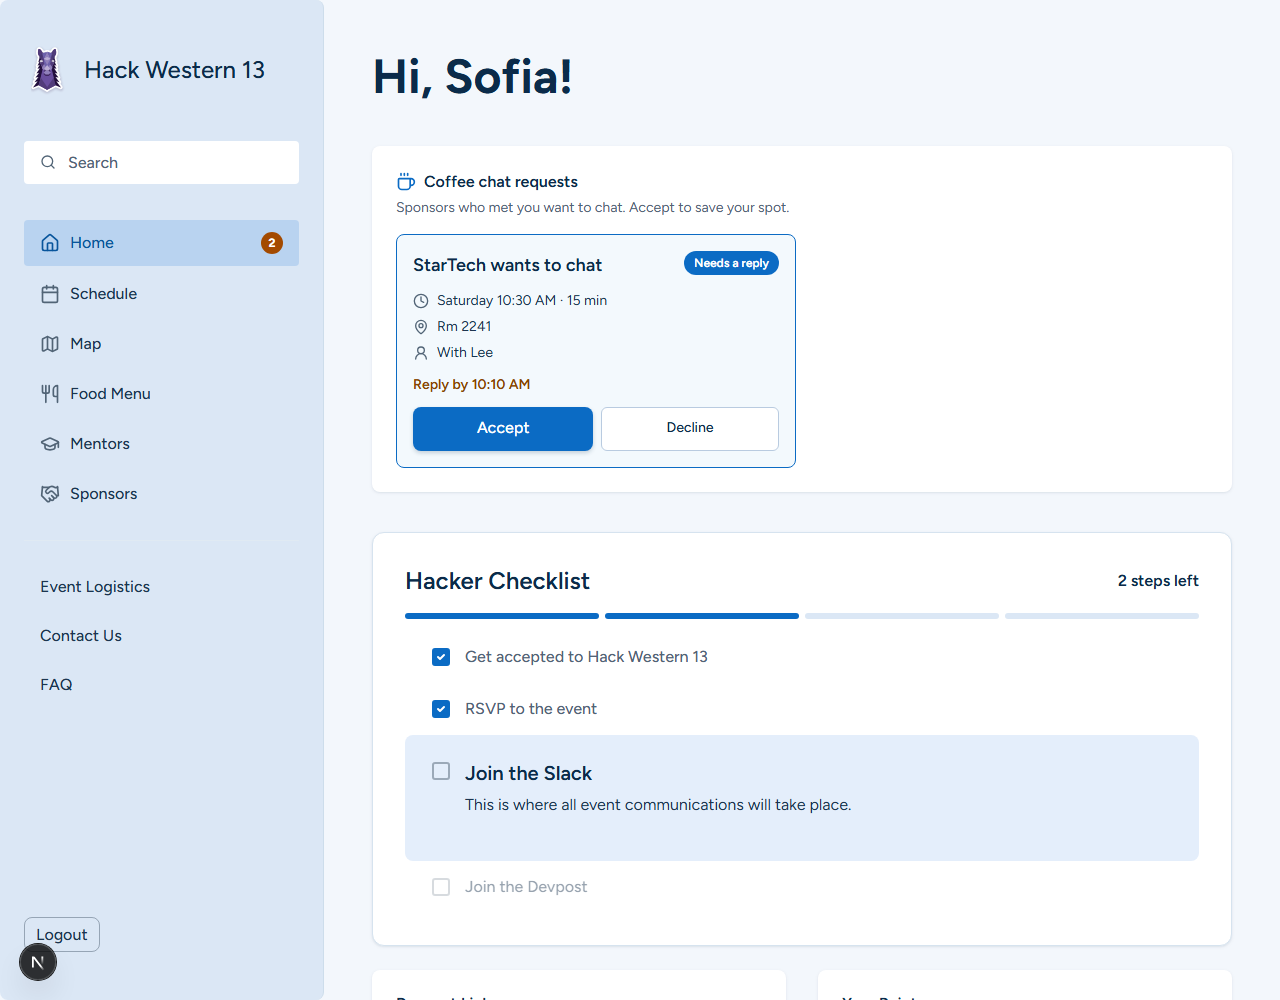 Hack Western 13
Search
Home
2
Schedule
Map
Food Menu
Mentors
Sponsors
Event Logistics
Contact Us
FAQ
Logout
N
Hi, Sofia!
Coffee chat requests
Sponsors who met you want to chat. Accept to save your spot.
StarTech wants to chat
Needs a reply
Saturday 10:30 AM · 15 min
Rm 2241
With Lee
Reply by 10:10 AM
Accept
Decline
Hacker Checklist
2 steps left
Get accepted to Hack Western 13
RSVP to the event
Join the Slack
This is where all event communications will take place.
Join the Devpost